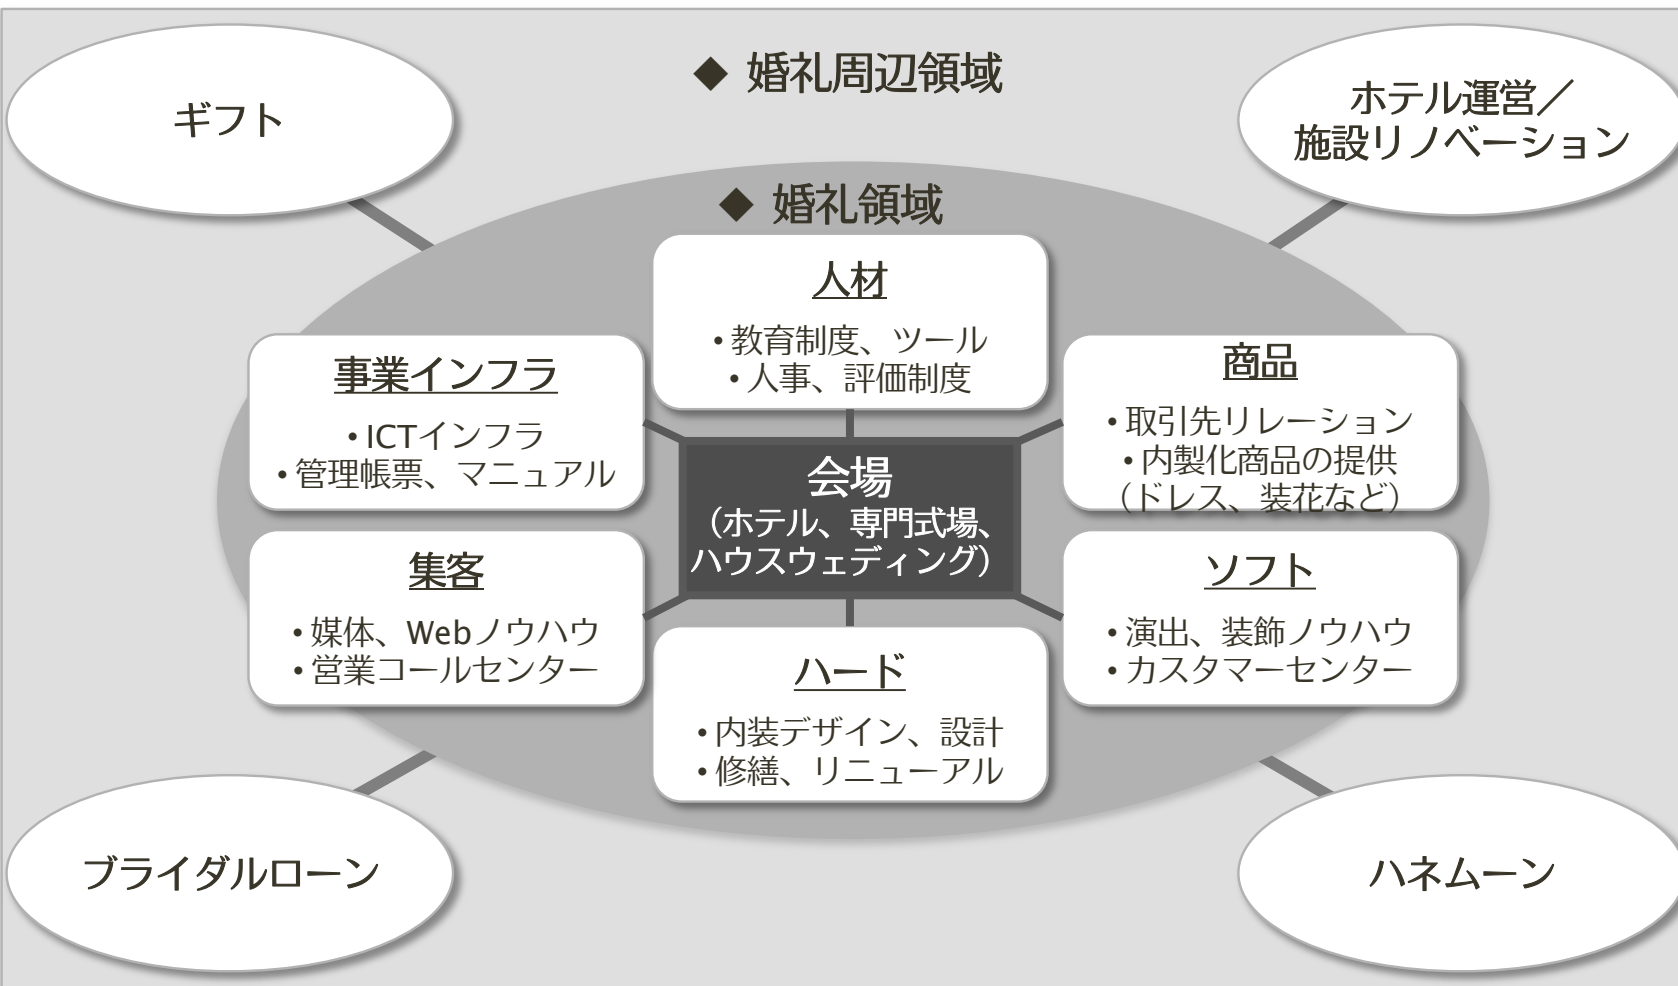 ◆ 婚礼周辺領域
ギフト
ホテル運営／
施設リノベーション
◆ 婚礼領域
人材
•教育制度、ツール
•人事、評価制度
事業インフラ
•ICTインフラ
•管理帳票、マニュアル
商品
•取引先リレーション
•内製化商品の提供
（ドレス、装花など）
会場
（ホテル、専門式場、
ハウスウェディング）
集客
•媒体、Webノウハウ
•営業コールセンター
ソフト
•演出、装飾ノウハウ
•カスタマーセンター
ハード
•内装デザイン、設計
•修繕、リニューアル
ブライダルローン
ハネムーン